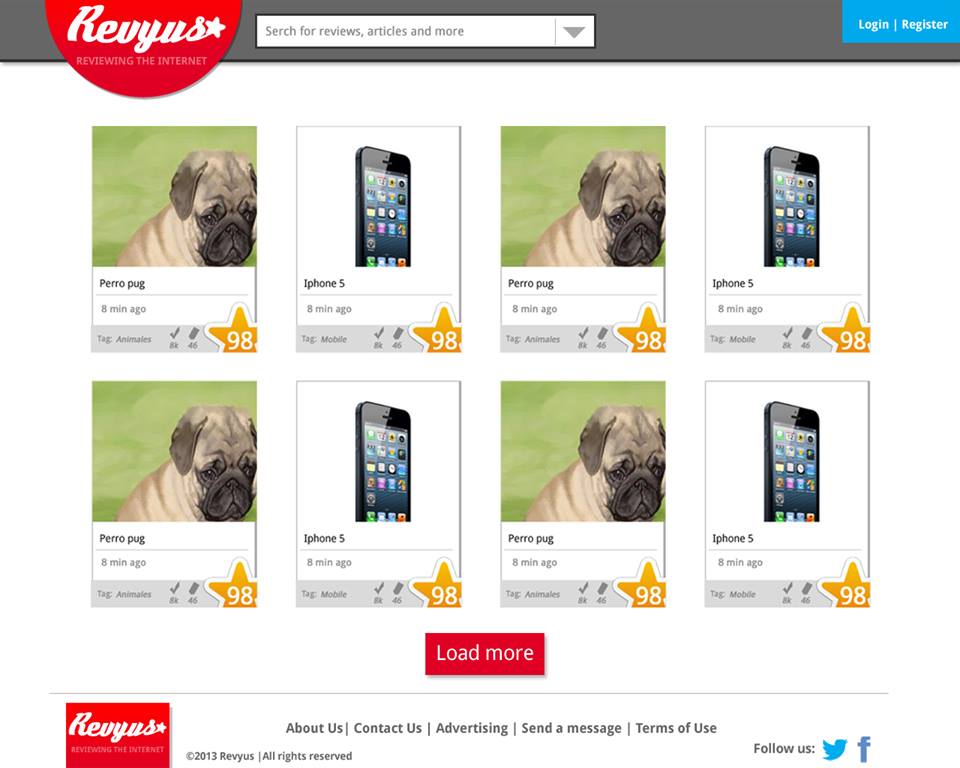 Revyus
REVIEWING THE INTERNET
Serch for reviews, articles and more
Login | Register
Perro pug
8 min ago
Tag: Animales
8k 46
98
Iphone 5
8 min ago
Tag: Mobile
8k 46
98
Perro pug
8 min ago
Tag: Animales
8k 46
98
Iphone 5
8 min ago
Tag: Mobile
8k 46
98
Perro pug
8 min ago
Tag: Animales
8k 46
98
Iphone 5
8 min ago
Tag: Mobile
8k 46
98
Perro pug
8 min ago
Tag: Animales
8k 46
98
Iphone 5
8 min ago
Tag: Mobile
8k 46
98
Load more
Revyus
REVIEWING THE INTERNET
About Us| Contact Us | Advertising | Send a message | Terms of Use
©2013 Revyus |All rights reserved
Follow us: